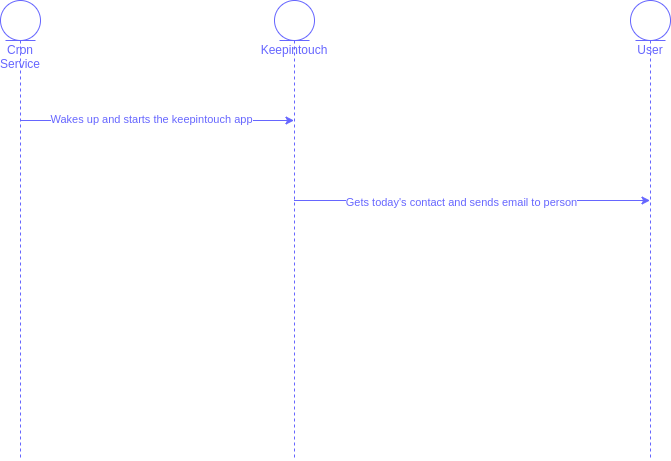 Cron
Service
Keepintouch
User
Wakes up and starts the keepintouch app
Gets today's contact and sends email to person